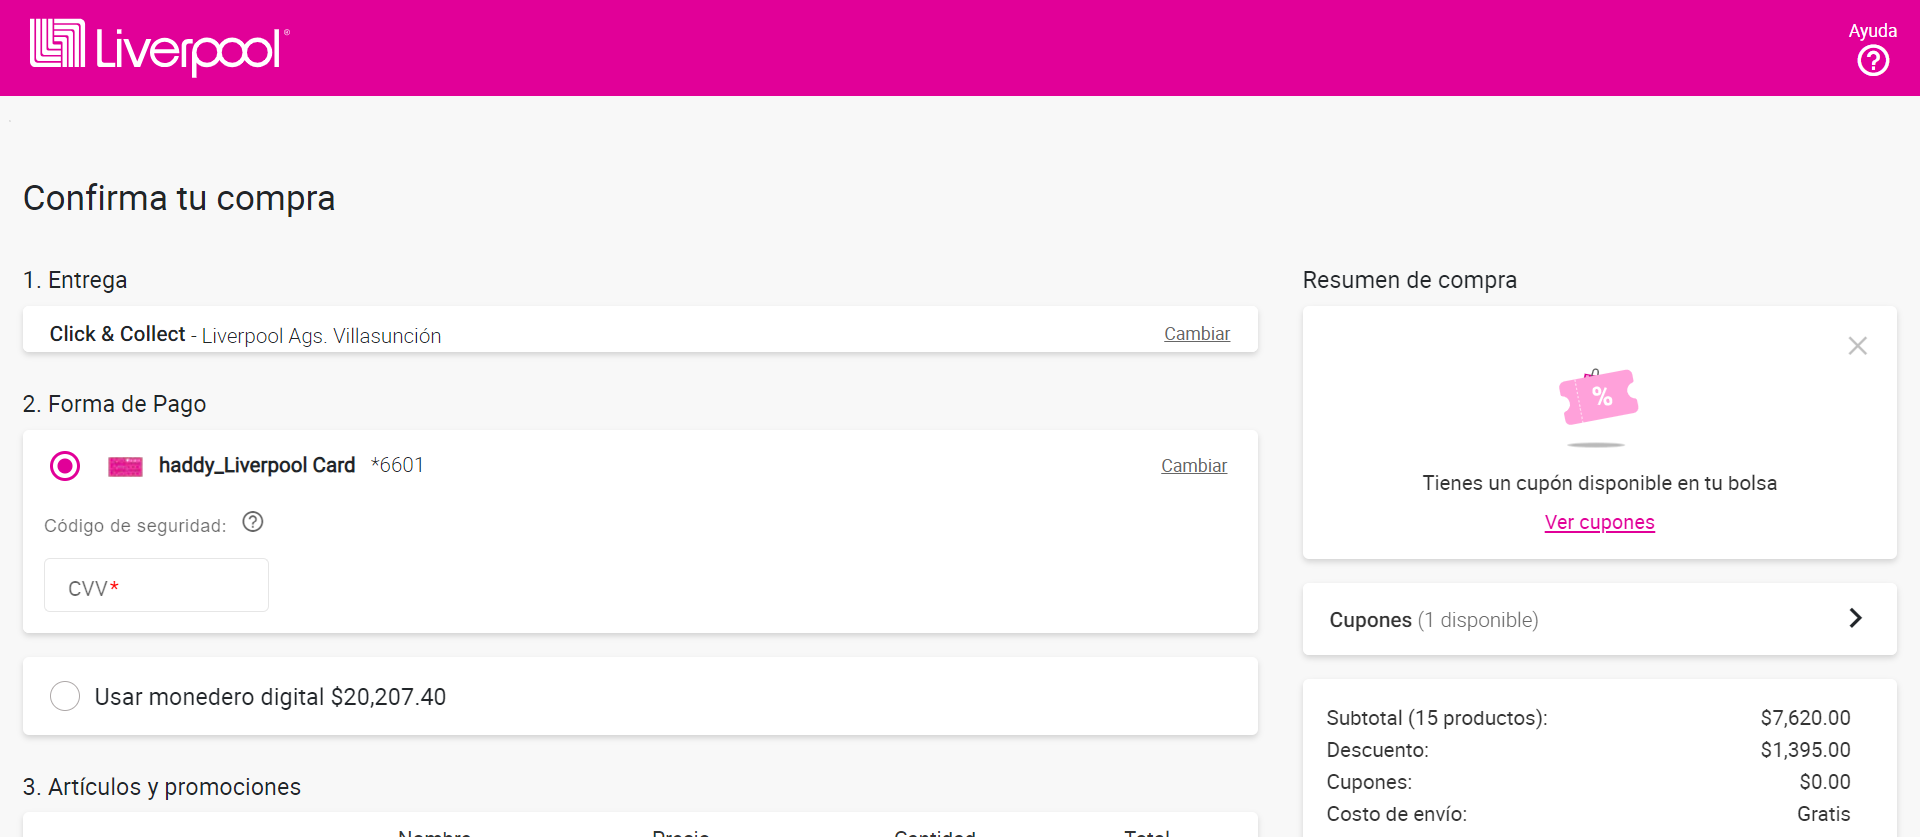 Liverpool®
Ayuda
Confirma tu compra
1. Entrega
Click & Collect - Liverpool Ags. Villasunción
Cambiar
2. Forma de Pago
haddy_Liverpool Card *6601
Cambiar
Código de seguridad:
CVV*
Usar monedero digital $20,207.40
3. Artículos y promociones
Nombre Precio Cantidad Total
Resumen de compra
%
Tienes un cupón disponible en tu bolsa
Ver cupones
Cupones (1 disponible)
Subtotal (15 productos): $7,620.00
Descuento: $1,395.00
Cupones: $0.00
Costo de envío: Gratis